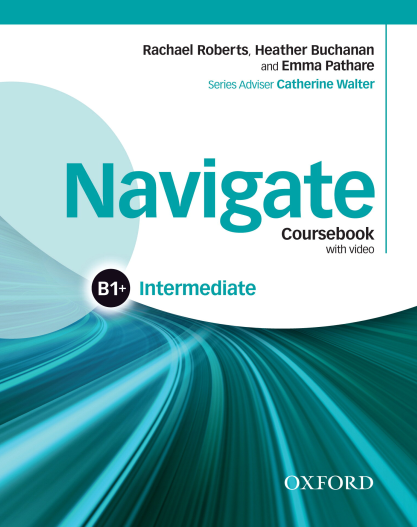 Rachael Roberts, Heather Buchanan
and Emma Pathare
Series Adviser Catherine Walter
Navigate
Coursebook
with video
B1+ Intermediate
OXFORD